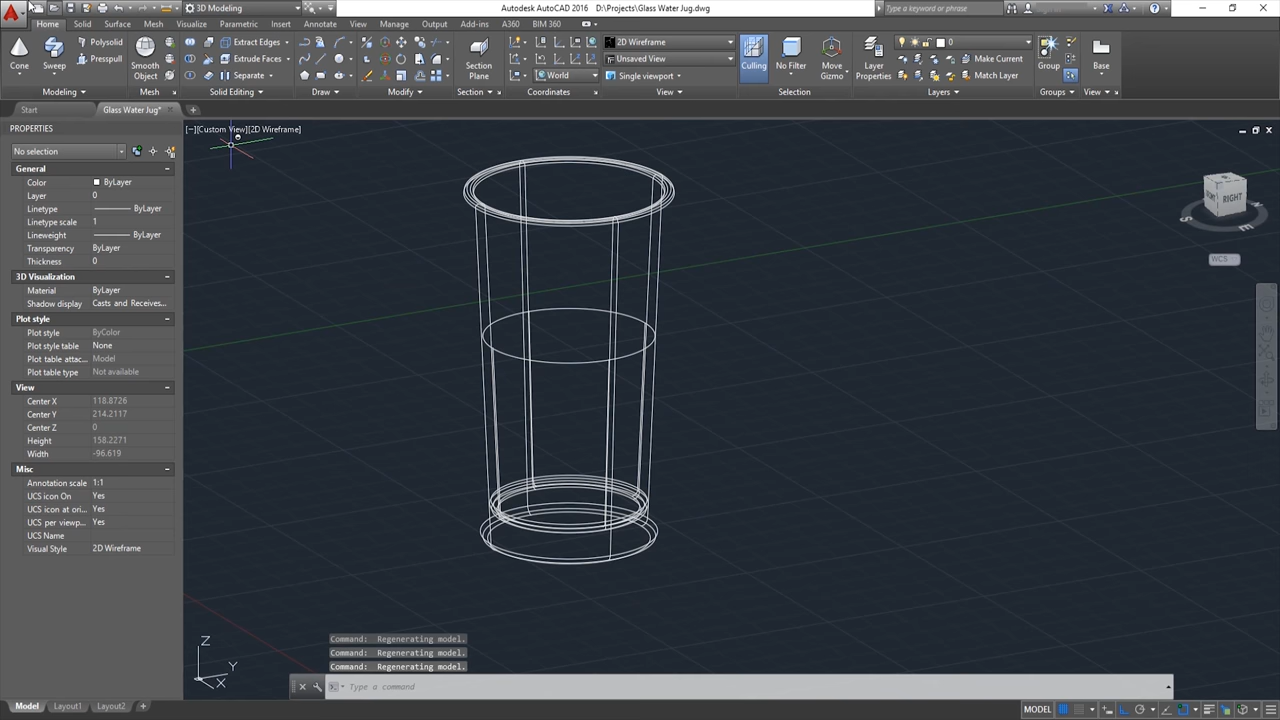 3D Modeling
Autodesk AutoCAD 2016 D:\Projects\Glass Water Jug.dwg
Type a keyword or phrase
Sign In
Home Solid Surface Mesh Visualize Parametric Insert Annotate View Manage Output Add-ins A360 BIM 360
Cone Sweep Polysolid Presspull Modeling
Smooth Object Mesh
Extrude Edges
Extrude Faces
Separate
Solid Editing
Draw
Modify
Section Plane
Section
World
Coordinates
2D Wireframe
Unsaved View
Single viewport
View
Culling No Filter Move Gizmo
Selection
Layer Properties
0
Make Current
Match Layer
Layers
Group
Groups
Base
View
Start Glass Water Jug*
PROPERTIES
No selection
General
Color ByLayer
Layer 0
Linetype ByLayer
Linetype scale 1
Lineweight ByLayer
Transparency ByLayer
Thickness 0
3D Visualization
Material ByLayer
Shadow display Casts and Receives...
Plot style
Plot style ByColor
Plot style table None
Plot table attac... Model
Plot table type Not available
View
Center X 118.8726
Center Y 214.2117
Center Z 0
Height 158.2271
Width -96.619
Misc
Annotation scale 1:1
UCS icon On Yes
UCS icon at ori... Yes
UCS per viewp... Yes
UCS Name
Visual Style 2D Wireframe
[−][Custom View][2D Wireframe]
RIGHT
S
E
WCS
Z
Y
X
Command: Regenerating model.
Command: Regenerating model.
Command: Regenerating model.
Type a command
Model Layout1 Layout2
MODEL
1:1